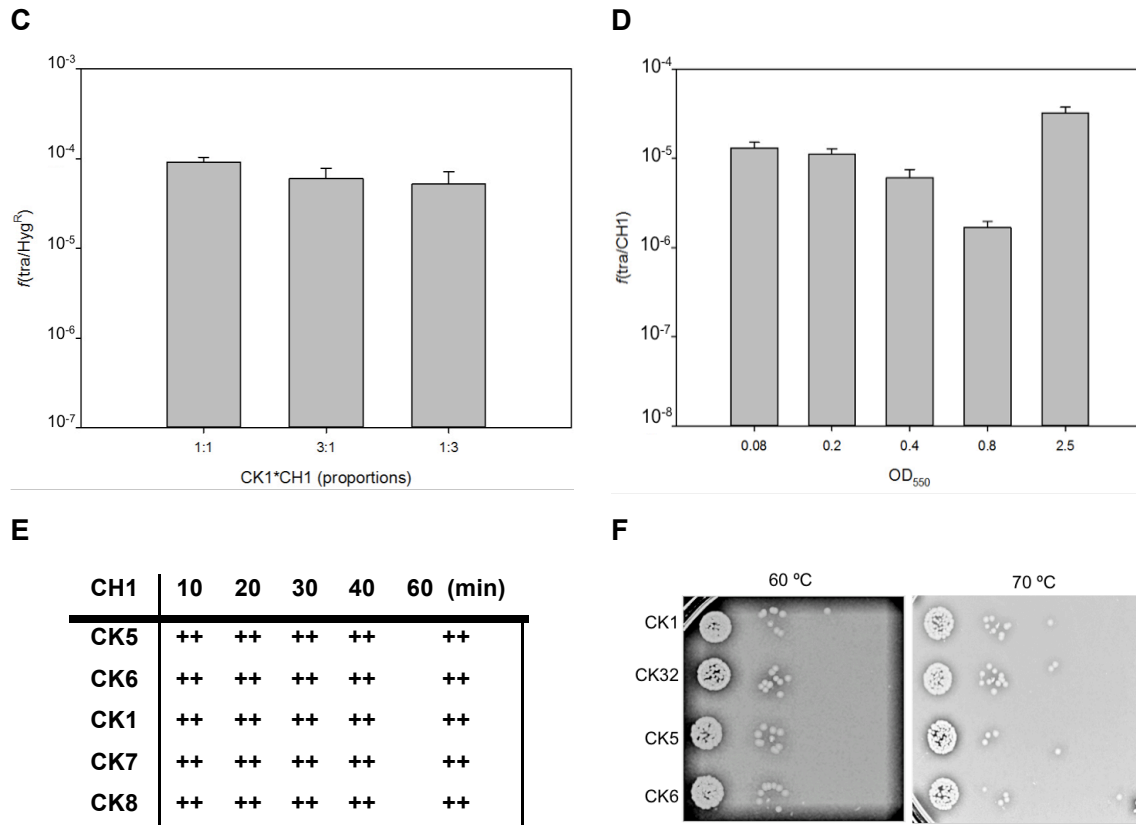 C
10-3
10-4
10-5
10-6
10-7
f(tra/HygR)
1:1 3:1 1:3
CK1*CH1 (proportions)
D
10-4
10-5
10-6
10-7
10-8
f(tra/CH1)
0.08 0.2 0.4 0.8 2.5
OD550
E
CH1 10 20 30 40 60 (min)
CK5 ++ ++ ++ ++ ++
CK6 ++ ++ ++ ++ ++
CK1 ++ ++ ++ ++ ++
CK7 ++ ++ ++ ++ ++
CK8 ++ ++ ++ ++ ++
F
60 ºC 70 ºC
CK1
CK32
CK5
CK6